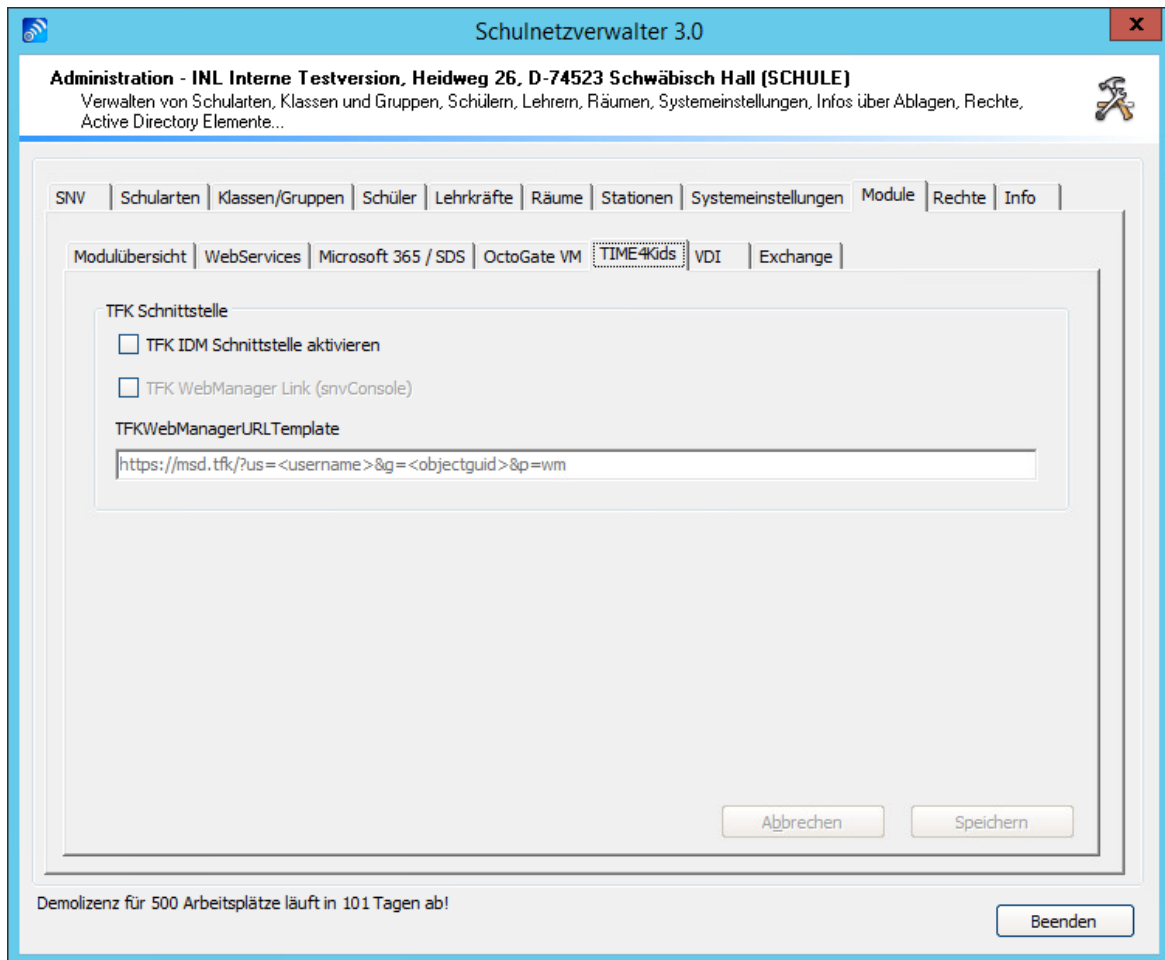 Schulnetzverwalter 3.0
x
Administration - INL Interne Testversion, Heidweg 26, D-74523 Schwäbisch Hall (SCHULE)
Verwalten von Schularten, Klassen und Gruppen, Schülern, Lehrern, Räumen, Systemeinstellungen, Infos über Ablagen, Rechte,
Active Directory Elemente...
SNV Schularten Klassen/Gruppen Schüler Lehrkräfte Räume Stationen Systemeinstellungen Module Rechte Info
Modulübersicht WebServices Microsoft 365 / SDS OctoGate VM TIME4Kids VDI Exchange
TFK Schnittstelle
TFK IDM Schnittstelle aktivieren
TFK WebManager Link (snvConsole)
TFKWebManagerURLTemplate
https://msd.tfk/?us=<username>&g=<objectguid>&p=wm
Abbrechen Speichern
Demolizenz für 500 Arbeitsplätze läuft in 101 Tagen ab!
Beenden